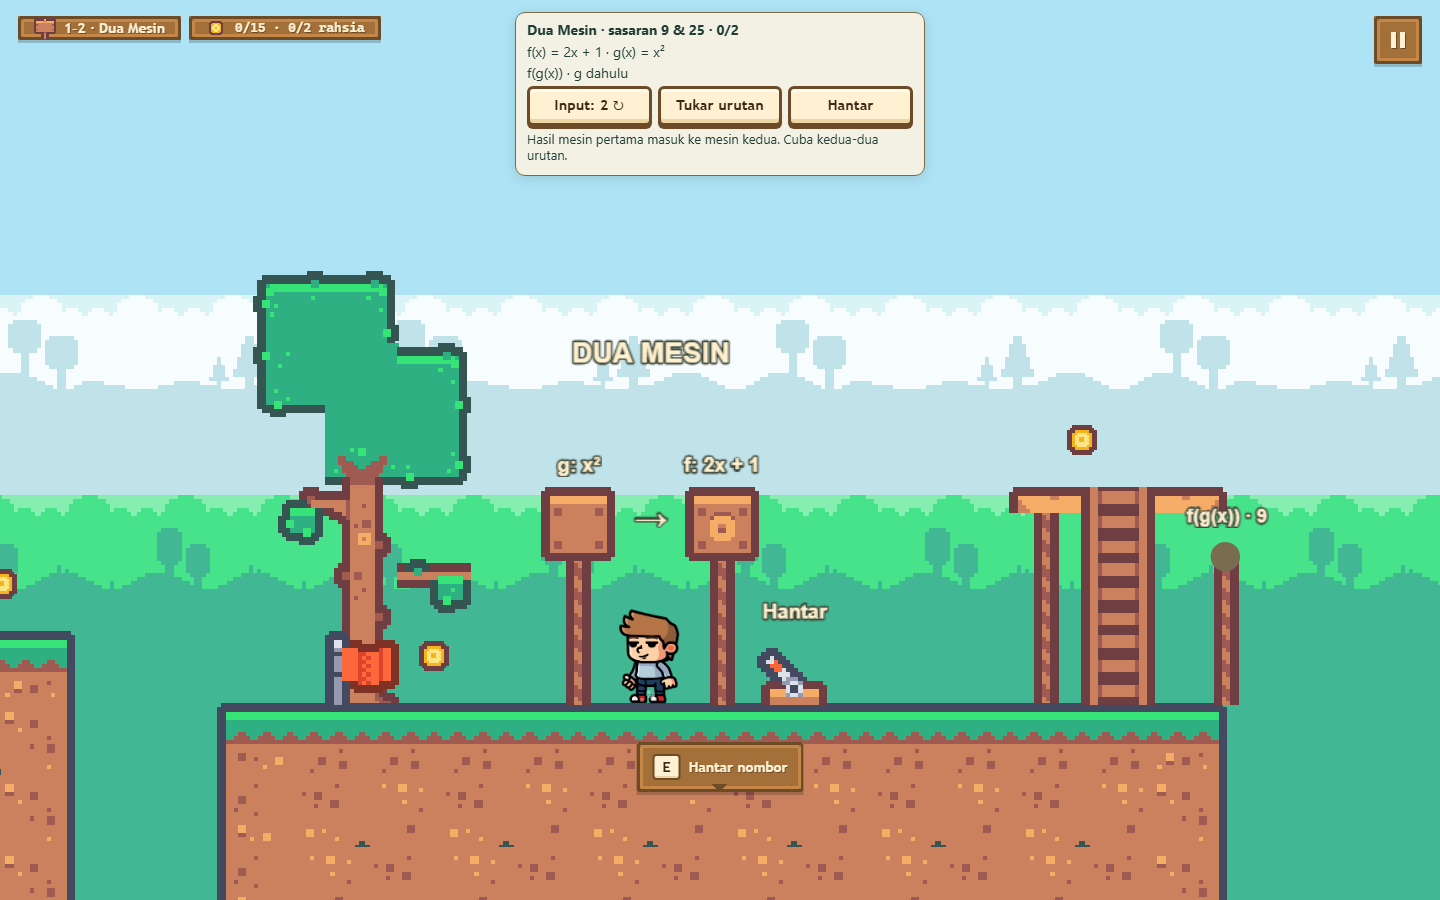 1-2 · Dua Mesin
0/15 · 0/2 rahsia
Dua Mesin · sasaran 9 & 25 · 0/2
f(x) = 2x + 1 · g(x) = x²
f(g(x)) · g dahulu
Input: 2 ↻
Tukar urutan
Hantar
Hasil mesin pertama masuk ke mesin kedua. Cuba kedua-dua
urutan.
DUA MESIN
g: x²
f: 2x + 1
→
f(g(x)) · 9
Hantar
E Hantar nombor